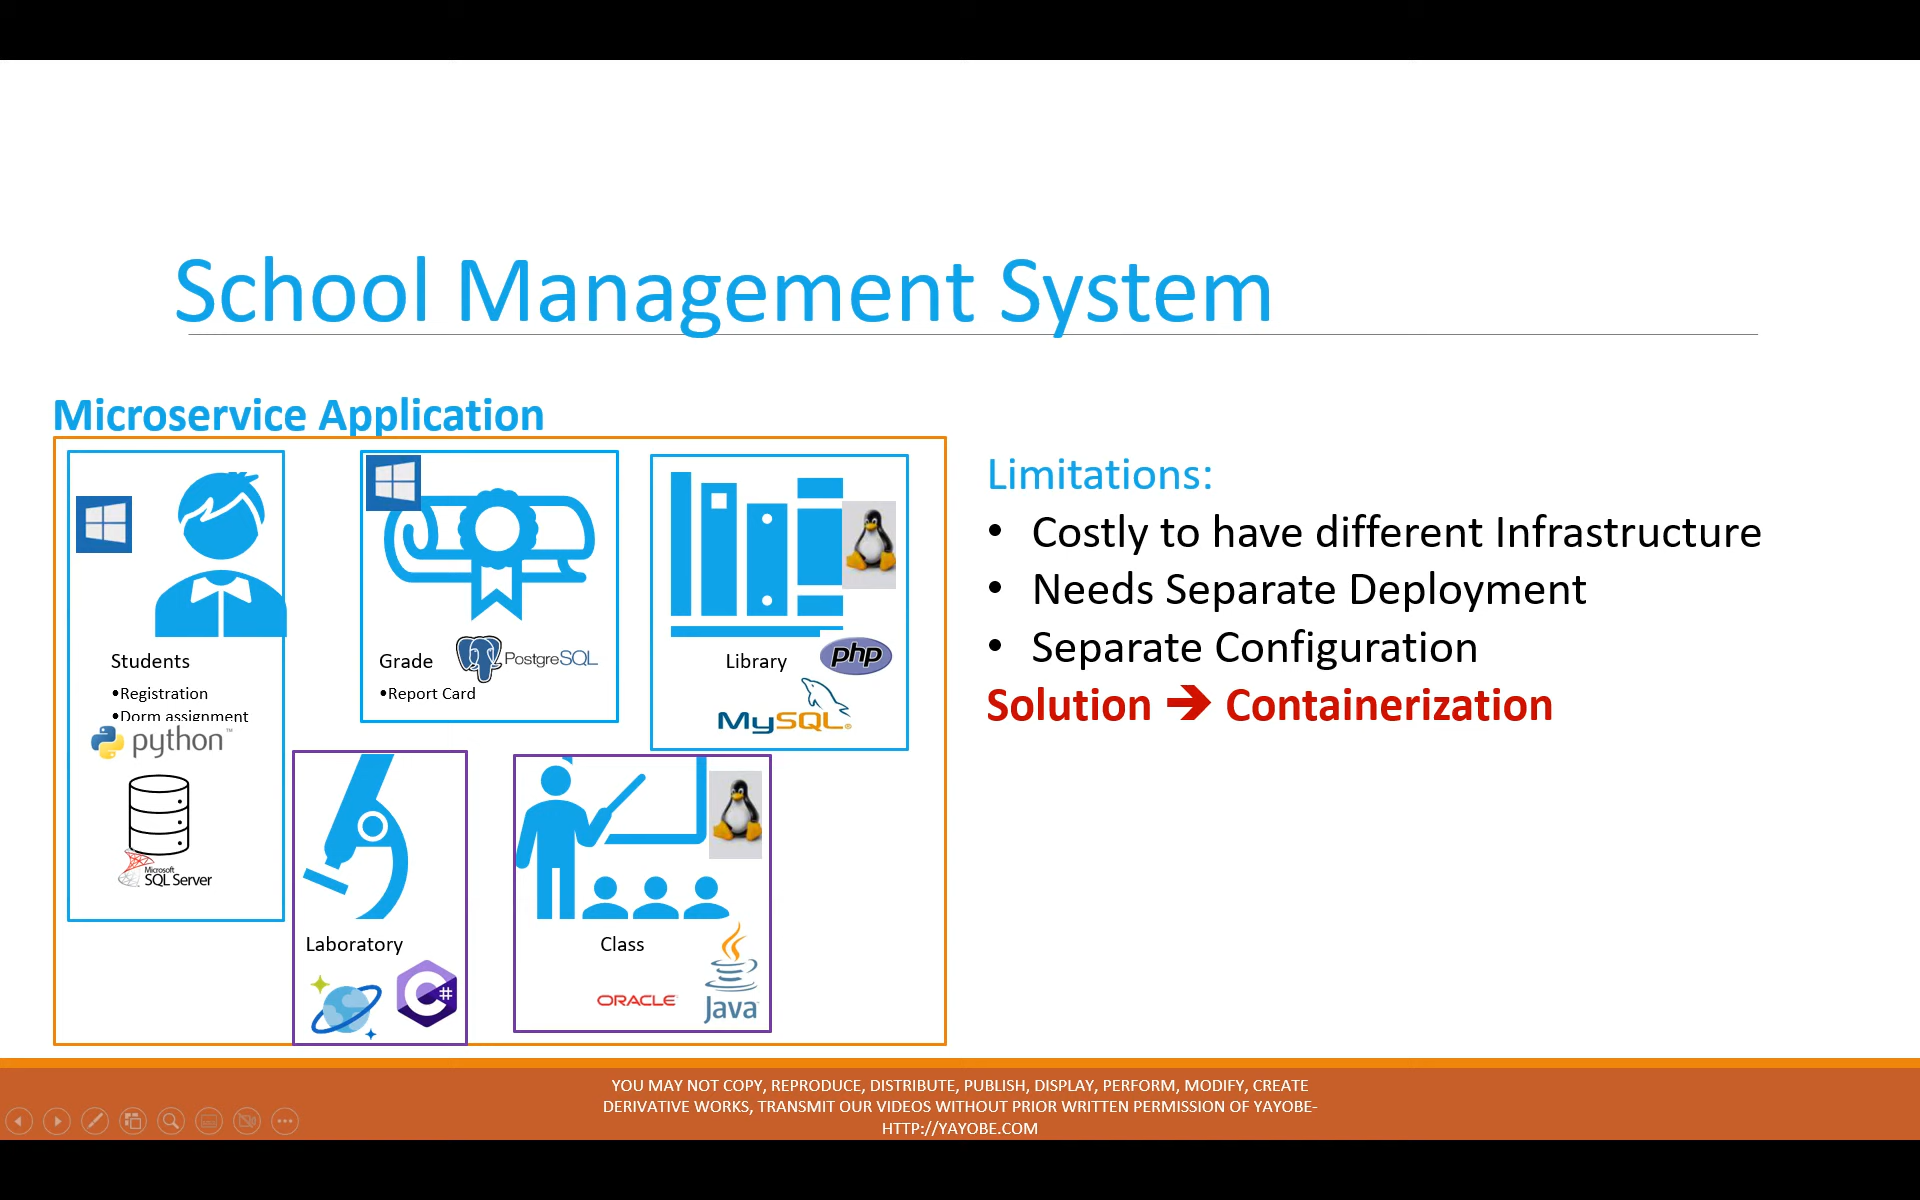 School Management System
Microservice Application
Students
•Registration
•Dorm assignment
python™
Microsoft
SQL Server
Grade
PostgreSQL
•Report Card
Library
php
MySQL®
Laboratory
C#
Class
ORACLE
Java
Limitations:
• Costly to have different Infrastructure
• Needs Separate Deployment
• Separate Configuration
Solution ➔ Containerization
YOU MAY NOT COPY, REPRODUCE, DISTRIBUTE, PUBLISH, DISPLAY, PERFORM, MODIFY, CREATE
DERIVATIVE WORKS, TRANSMIT OUR VIDEOS WITHOUT PRIOR WRITTEN PERMISSION OF YAYOBE-
HTTP://YAYOBE.COM